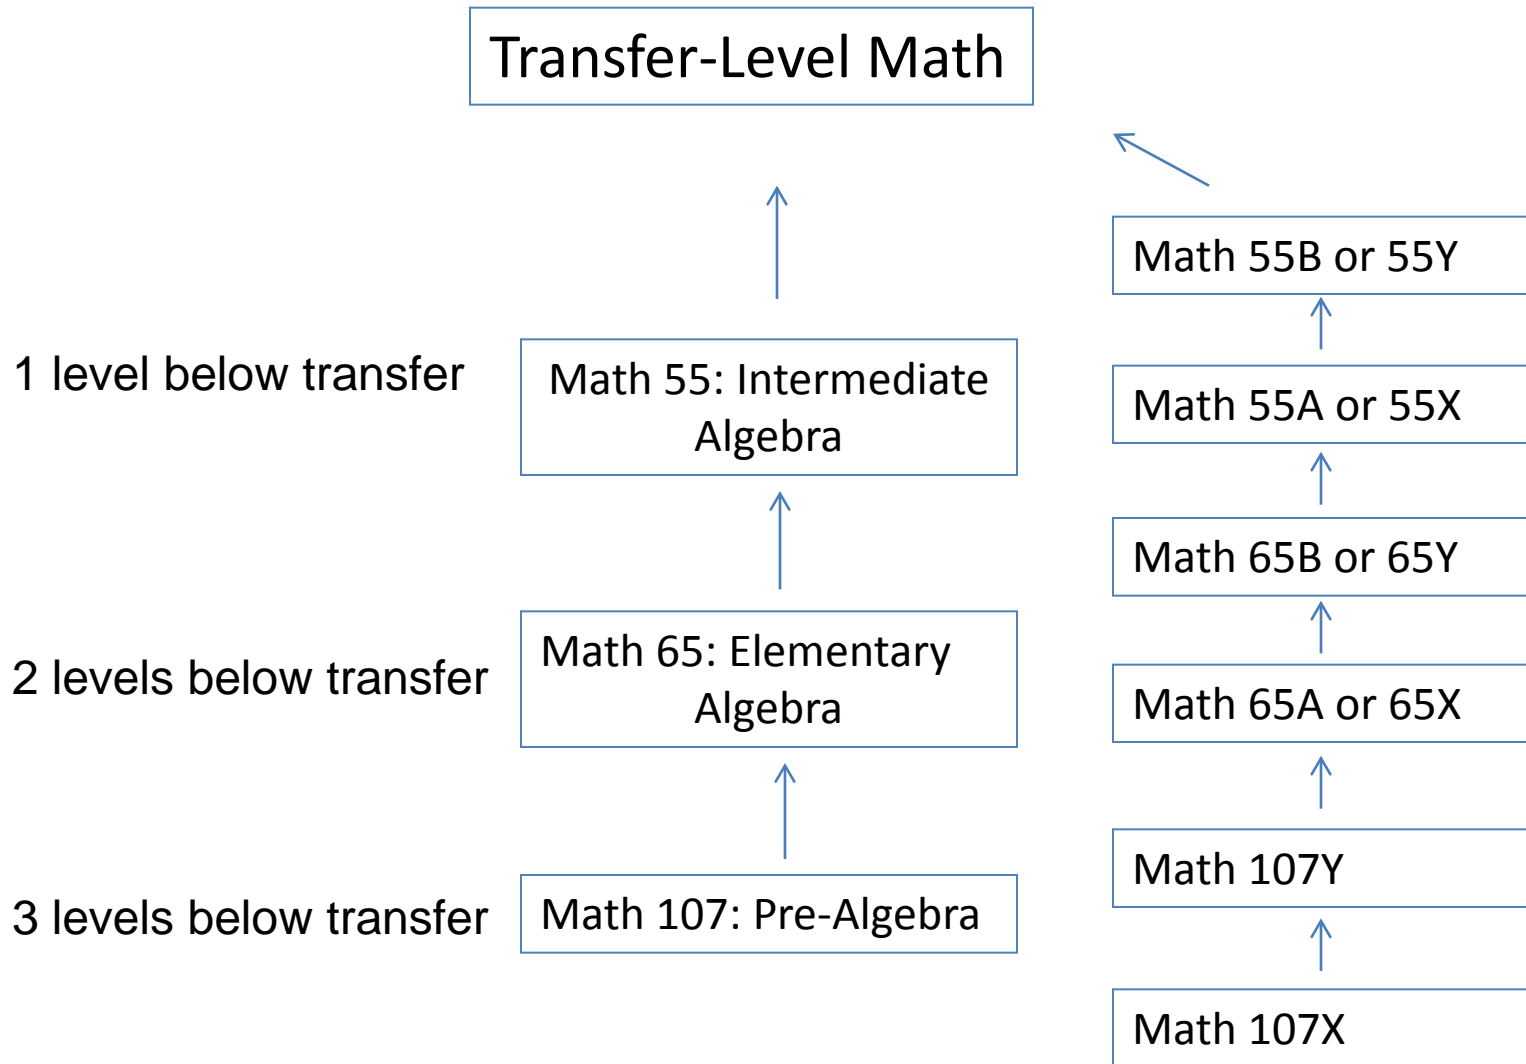 Transfer-Level Math
Math 55B or 55Y
1 level below transfer
Math 55: Intermediate
Algebra
Math 55A or 55X
Math 65B or 65Y
2 levels below transfer
Math 65: Elementary
Algebra
Math 65A or 65X
Math 107Y
3 levels below transfer
Math 107: Pre-Algebra
Math 107X